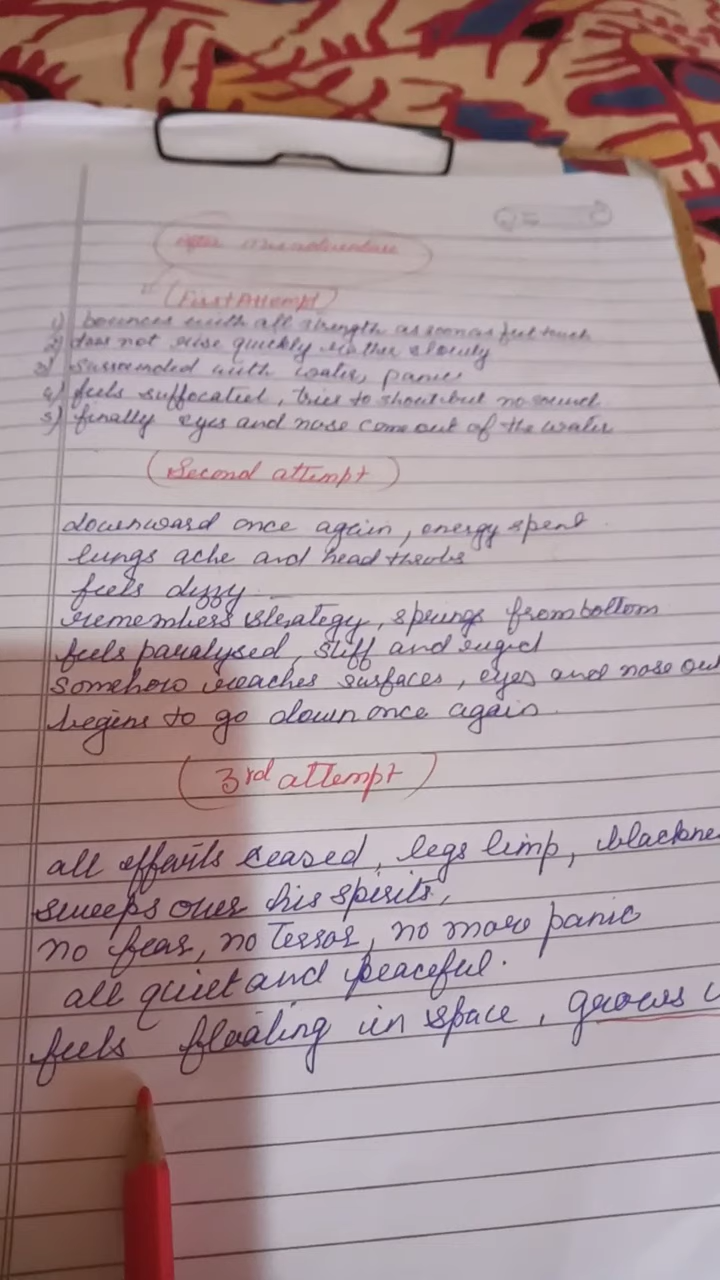 After misadventure
(First Attempt)
1) bounces with all strength as soon as feet touch
2) does not rise quickly rather slowly
3) surrounded with water, panic
4) feels suffocated, tries to shout but no sound
5) finally eyes and nose come out of the water
(Second attempt)
downward once again, energy spent
lungs ache and head throbs
feels dizzy
remembers strategy, springs from bottom
feels paralysed, stiff and rigid
somehow reaches surfaces, eyes and nose out
begins to go down once again.
(3rd attempt)
all efforts ceased, legs limp, blackne
sweeps over his spirits,
no fear, no terror, no more panic
all quiet and peaceful.
feels floating in space, grows